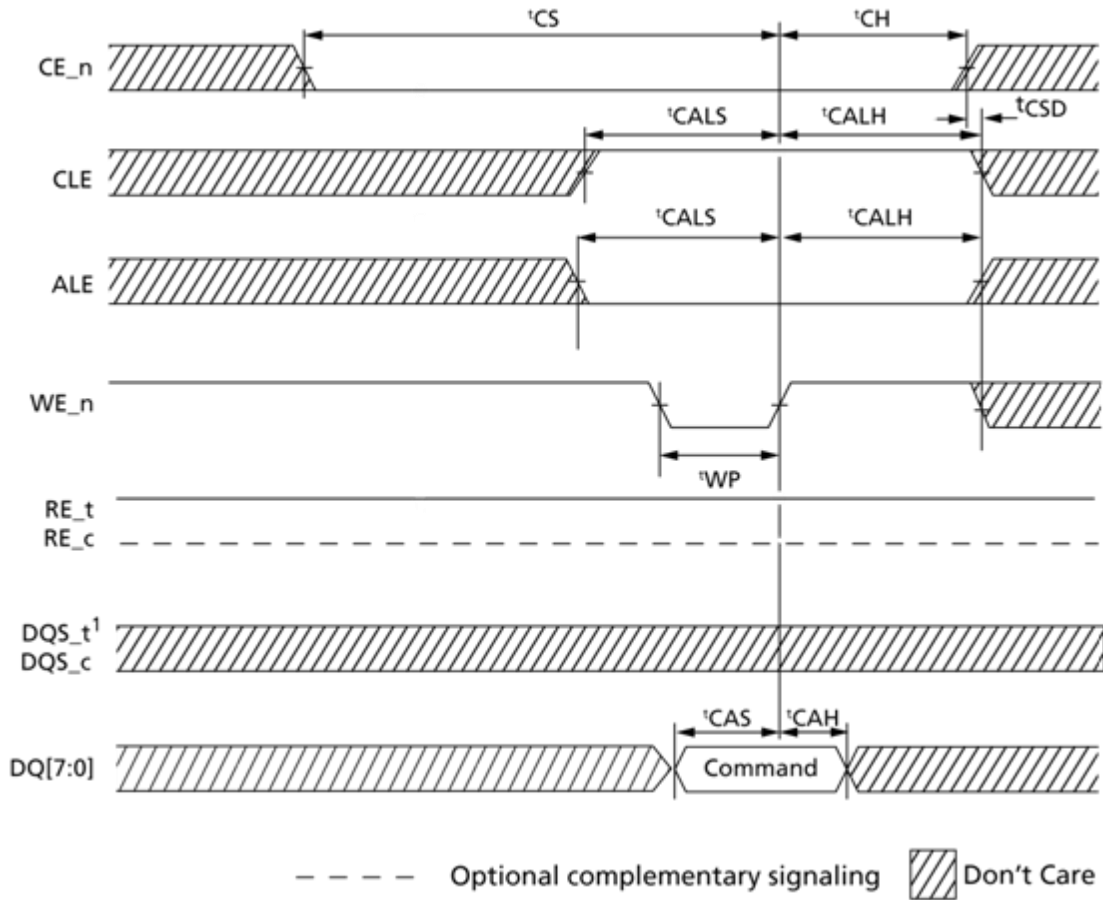 tCS tCH
CE_n
tCSD
tCALS tCALH
CLE
tCALS tCALH
ALE
WE_n
tWP
RE_t
RE_c
DQS_t1
DQS_c
tCAS tCAH
DQ[7:0] Command
Optional complementary signaling Don't Care